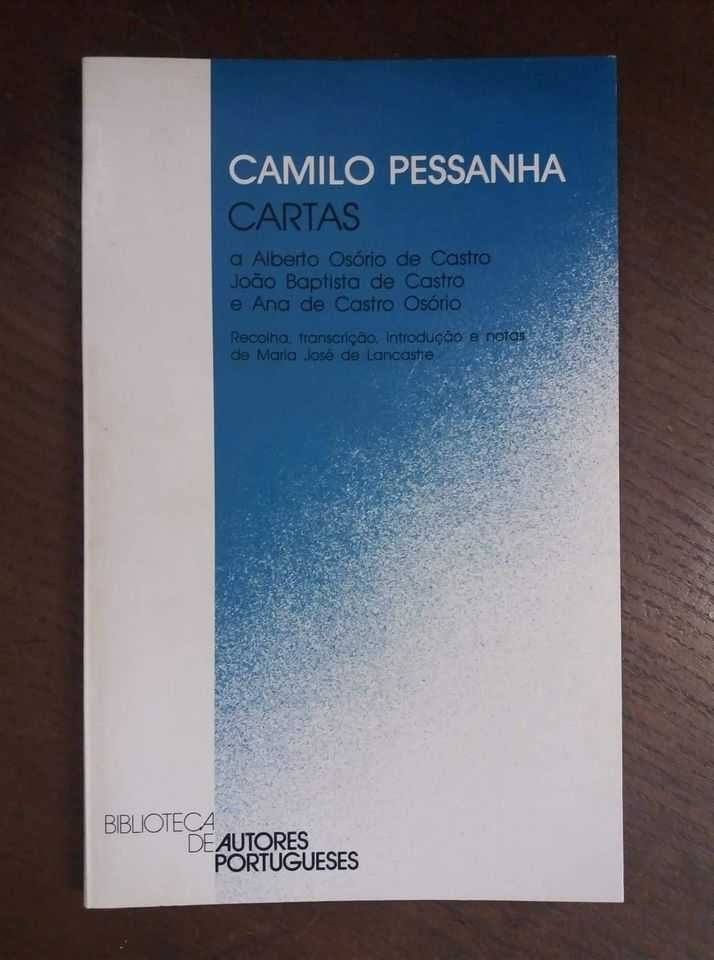 CAMILO PESSANHA
CARTAS
a Alberto Osório de Castro
João Baptista de Castro
e Ana de Castro Osório
Recolha, transcrição, introdução e notas
de Maria José de Lancastre
BIBLIOTECA
DE AUTORES
PORTUGUESES